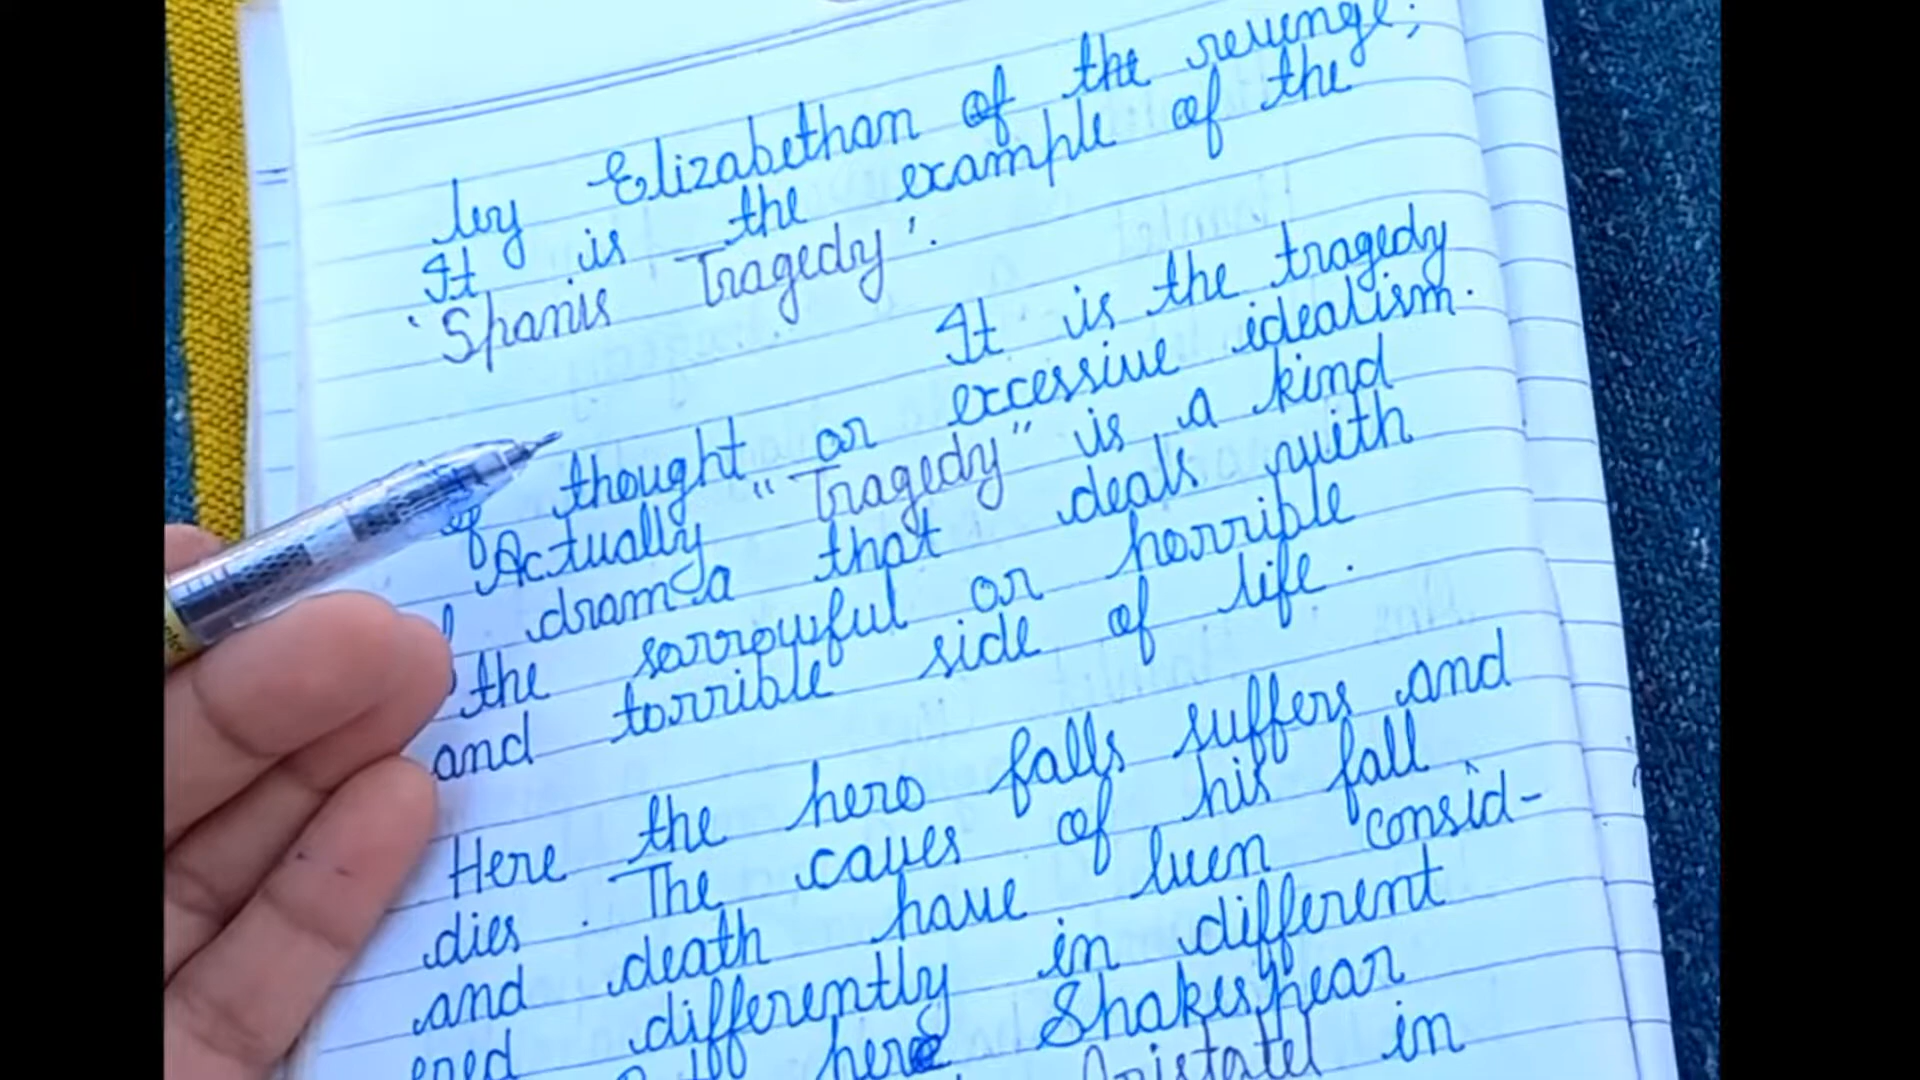 by Elizabethan of the revenge;
It is the example of the
'Spanis Tragedy'.
It is the tragedy
of thought or excessive idealism.
Actually "Tragedy" is a kind
drama that deals with
the sorrowful or horrible
and torrible side of life.
Here the hero falls suffers and
dies. The caues of his fall
and death have been consid-
ered differently in different
here Shakespear
Aristatel in